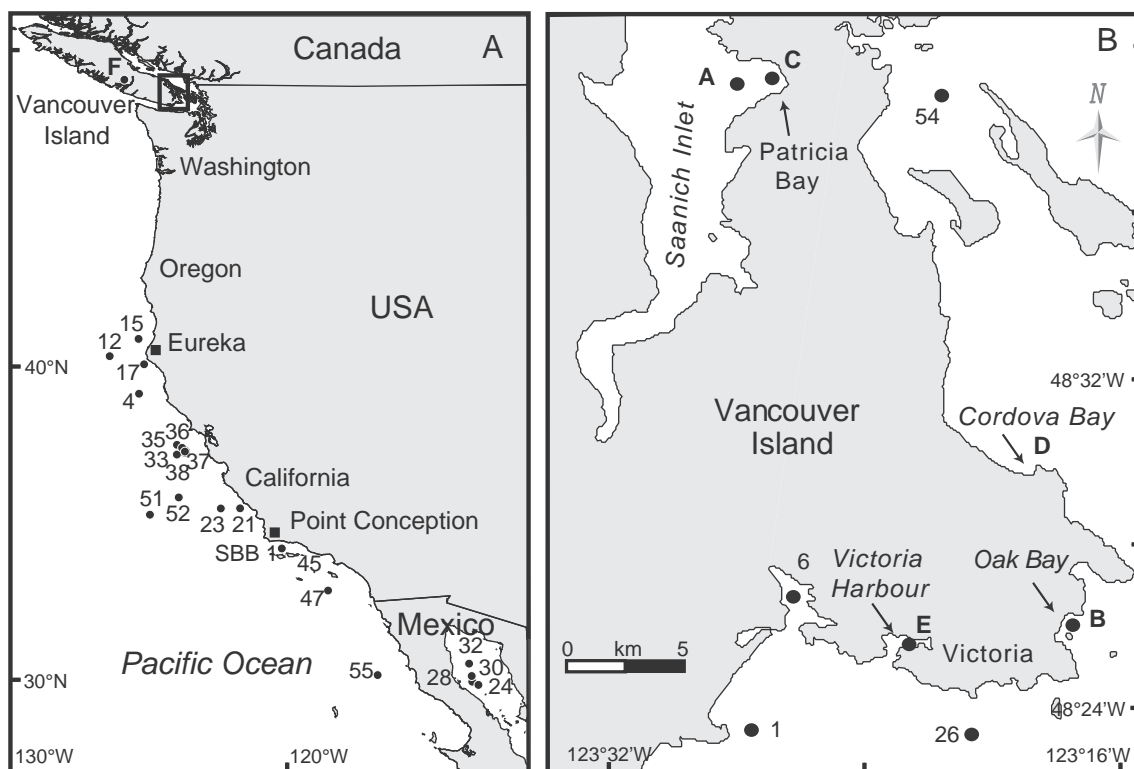 Canada
A
F
Vancouver
Island
Washington
Oregon
USA
15
12
Eureka
17
40°N
4
36
35
33
37
38
California
51
52
23
21
Point Conception
SBB 1
45
47
Mexico
32
Pacific Ocean
55
30
28
24
30°N
130°W
120°W
B
A
C
54
N
Patricia
Bay
Saanich Inlet
48°32'W
Vancouver
Island
Cordova Bay
D
6
Victoria
Harbour
Oak Bay
E
B
0 km 5
Victoria
48°24'W
1
26
123°32'W
123°16'W